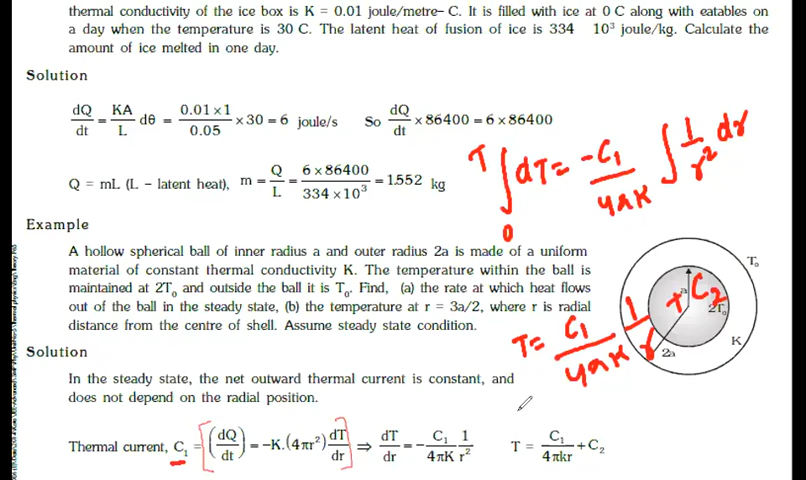 thermal conductivity of the ice box is K = 0.01 joule/metre– C. It is filled with ice at 0 C along with eatables
on a day when the temperature is 30 C. The latent heat of fusion of ice is 334 10³ joule/kg. Calculate the
amount of ice melted in one day.
Solution
dQ/dt = KA/L dθ = 0.01×1/0.05 ×30 = 6 joule/s So dQ/dt ×86400 = 6×86400
T ∫ 0 dT = -C₁/4πK ∫ 1/r² dr
Q = mL (L – latent heat), m = Q/L = 6×86400/334×10³ = 1.552 kg
Example
A hollow spherical ball of inner radius a and outer radius 2a is made of a uniform
material of constant thermal conductivity K. The temperature within the ball is
maintained at 2T₀ and outside the ball it is T₀. Find, (a) the rate at which heat flows
out of the ball in the steady state, (b) the temperature at r = 3a/2, where r is radial
distance from the centre of shell. Assume steady state condition.
T₀
a
2T₀
K
2a
T = C₁/4πK 1/r + C₂
Solution
In the steady state, the net outward thermal current is constant, and
does not depend on the radial position.
Thermal current, C₁ = (dQ/dt) = –K.(4πr²) dT/dr ⇒ dT/dr = – C₁/4πK 1/r² T = C₁/4πkr + C₂